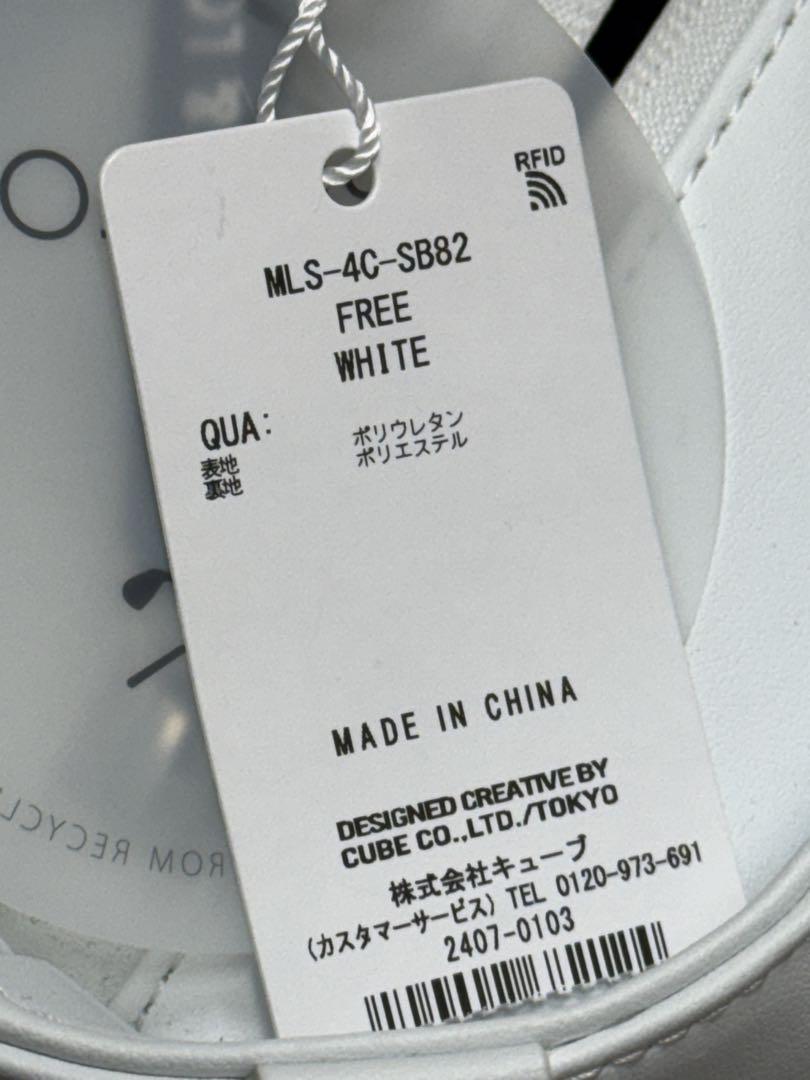 & LO
O.
RFID
MLS-4C-SB82
FREE
WHITE
QUA:
表地 ポリウレタン
裏地 ポリエステル
MADE IN CHINA
DESIGNED CREATIVE BY
CUBE CO.,LTD./TOKYO
株式会社キューブ
(カスタマーサービス) TEL 0120-973-691
2407-0103
ROM RECYCL